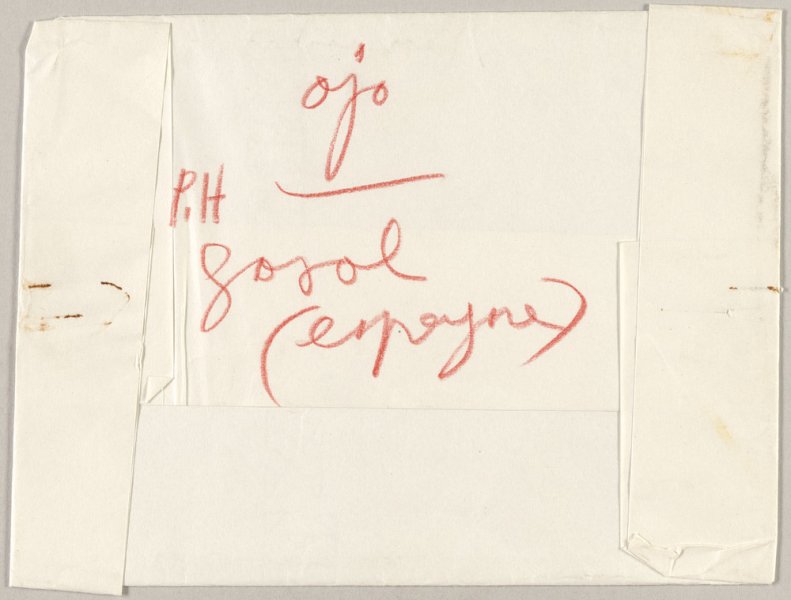 ojo
P.H
gosol
(espagne)